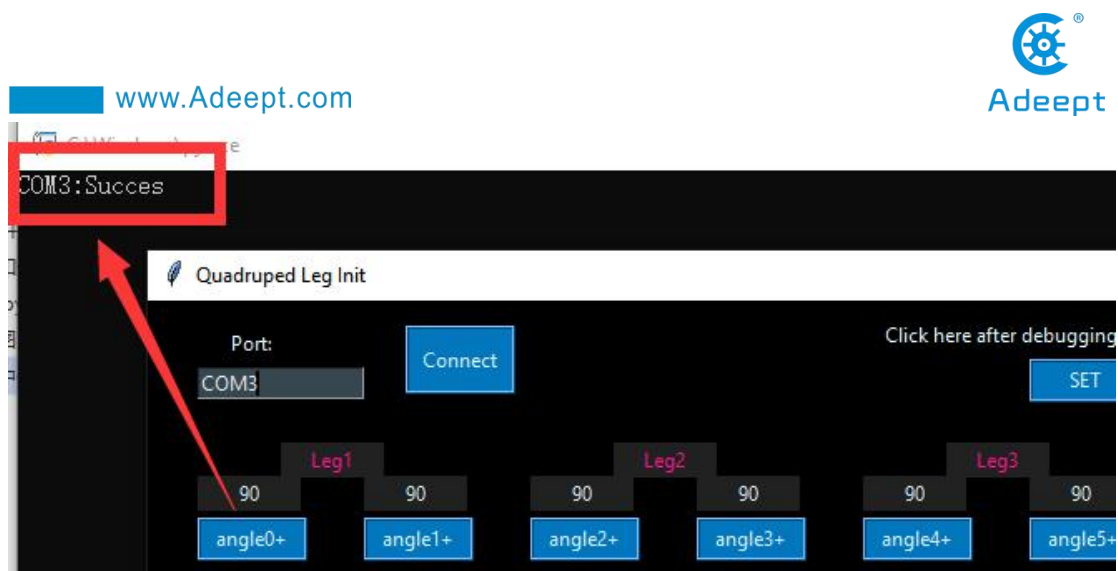 ®
www.Adeept.com
Adeept
COM3:Succes
Quadruped Leg Init
Port:
Connect
Click here after debugging
COM3
SET
Leg1 Leg2 Leg3
90 90 90 90 90 90
angle0+ angle1+ angle2+ angle3+ angle4+ angle5+